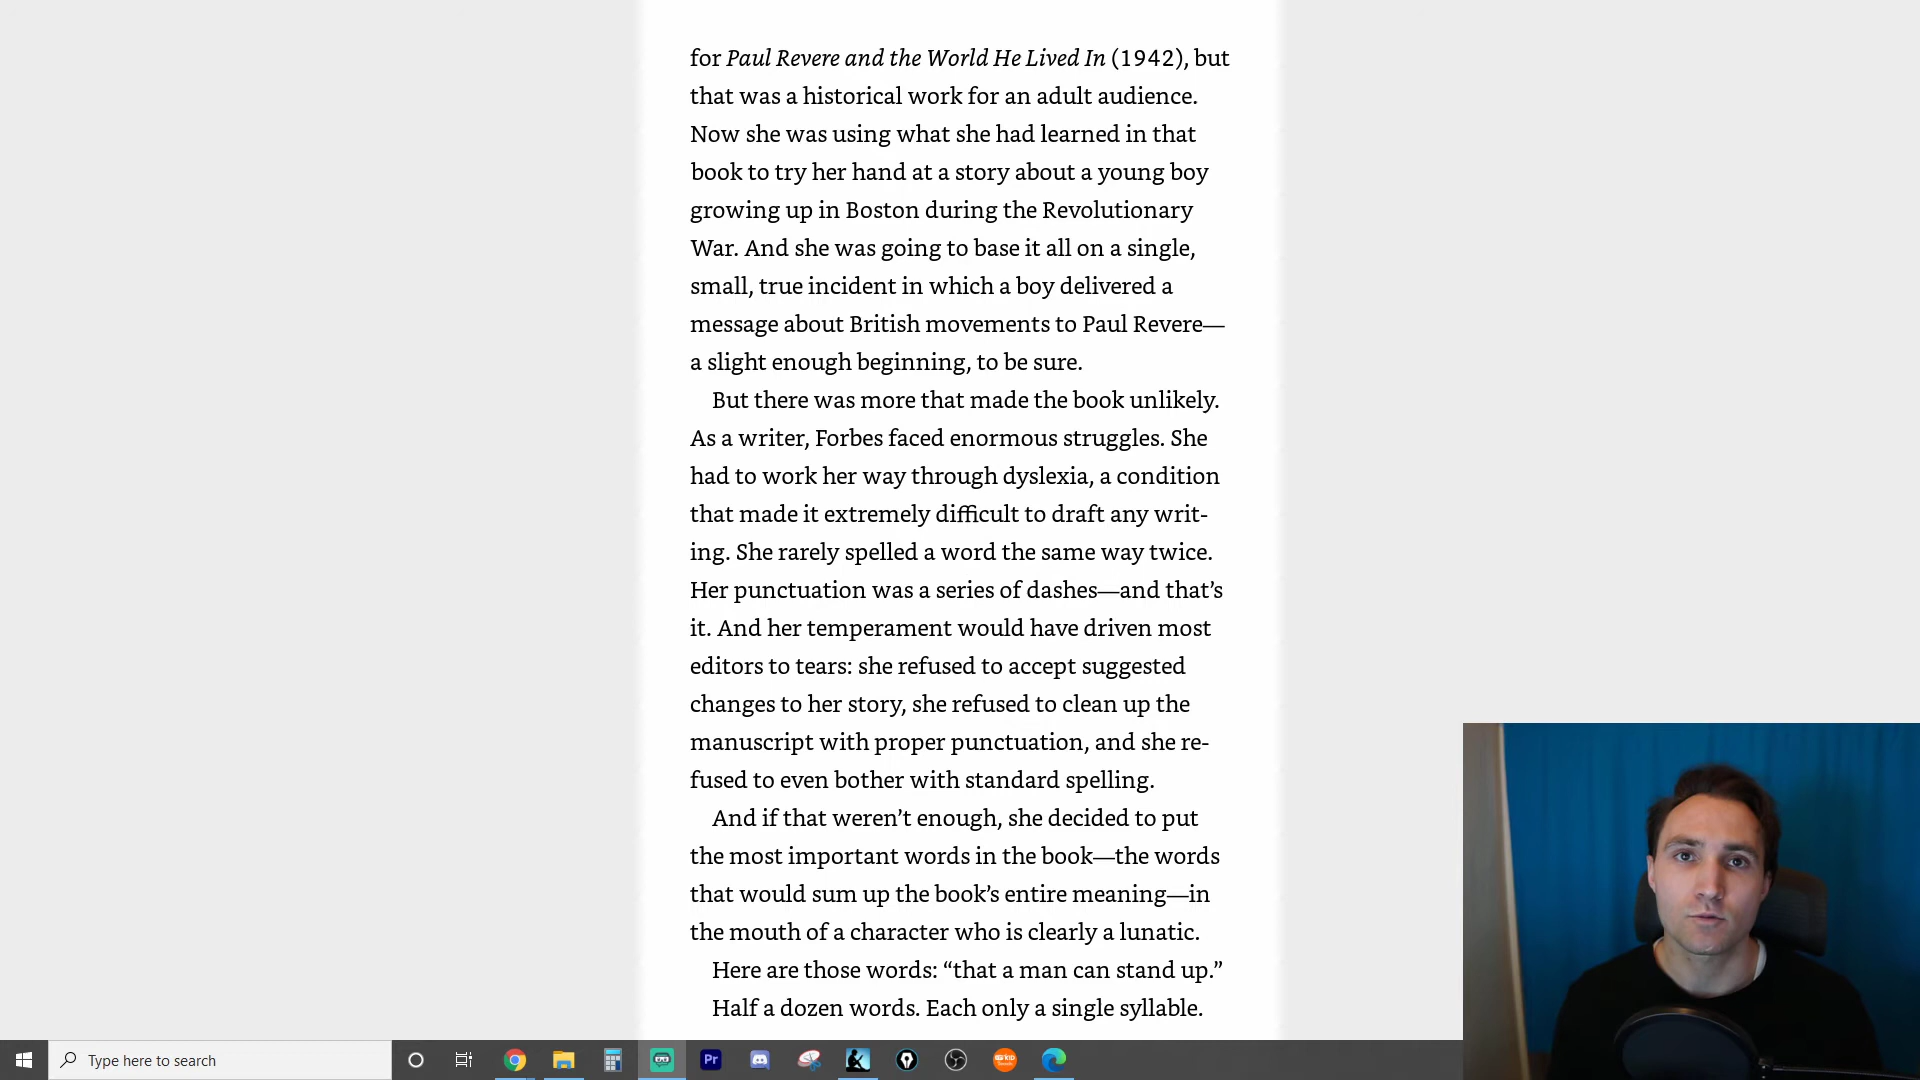 for Paul Revere and the World He Lived In (1942), but
that was a historical work for an adult audience.
Now she was using what she had learned in that
book to try her hand at a story about a young boy
growing up in Boston during the Revolutionary
War. And she was going to base it all on a single,
small, true incident in which a boy delivered a
message about British movements to Paul Revere—
a slight enough beginning, to be sure.
But there was more that made the book unlikely.
As a writer, Forbes faced enormous struggles. She
had to work her way through dyslexia, a condition
that made it extremely difficult to draft any writ-
ing. She rarely spelled a word the same way twice.
Her punctuation was a series of dashes—and that’s
it. And her temperament would have driven most
editors to tears: she refused to accept suggested
changes to her story, she refused to clean up the
manuscript with proper punctuation, and she re-
fused to even bother with standard spelling.
And if that weren’t enough, she decided to put
the most important words in the book—the words
that would sum up the book’s entire meaning—in
the mouth of a character who is clearly a lunatic.
Here are those words: “that a man can stand up.”
Half a dozen words. Each only a single syllable.
Type here to search
Pr